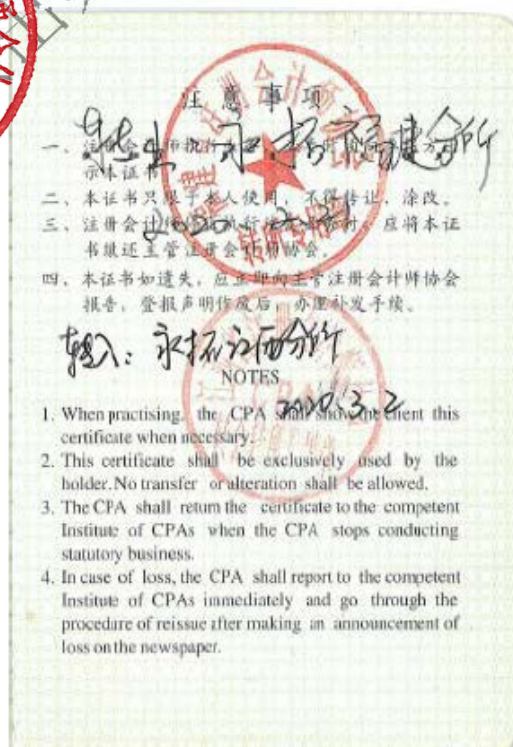 注意事项
转出：永拓福建分所
一、注册会计师执行业务，必要时须向委托方
示本证书。
二、本证书只限于本人使用，不得转让、涂改。
三、注册会计师停止执行法定业务时，应将本证
书缴还主管注册会计师协会。
四、本证书如遗失，应立即向主管注册会计师协会
报告，登报声明作废后，办理补发手续。
转入：永拓江西分所
NOTES
2020.3.2
1. When practising, the CPA shall show the client this
certificate when necessary.
2. This certificate shall be exclusively used by the
holder. No transfer or alteration shall be allowed.
3. The CPA shall return the certificate to the competent
Institute of CPAs when the CPA stops conducting
statutory business.
4. In case of loss, the CPA shall report to the competent
Institute of CPAs immediately and go through the
procedure of reissue after making an announcement of
loss on the newspaper.